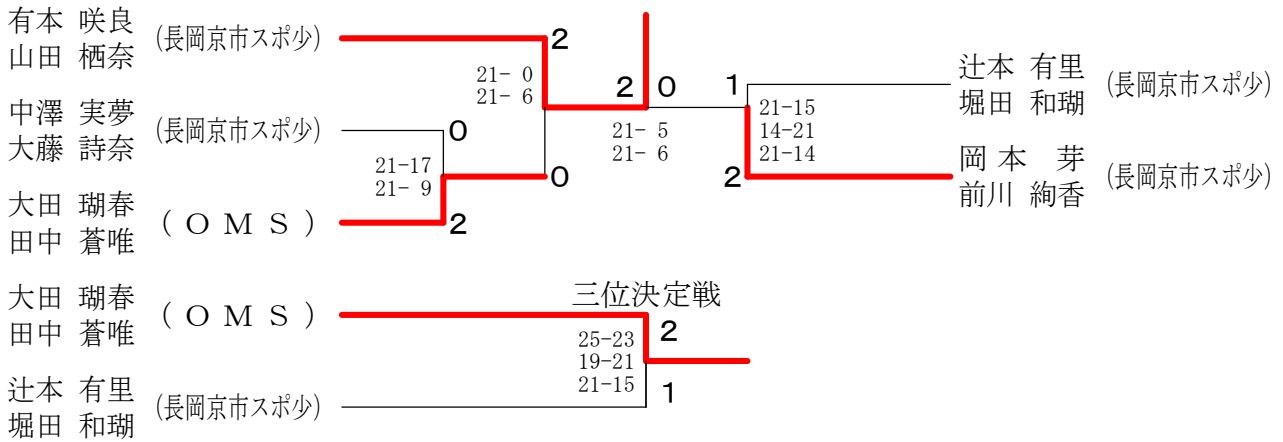 有本 咲良
山田 栖奈
(長岡京市スポ少)
2
21- 0
21- 6
中澤 実夢
大藤 詩奈
(長岡京市スポ少)
0
21-17
21- 9
0
大田 瑚春
田中 蒼唯
(OMS)
2
2 0
21- 5
21- 6
1
21-15
14-21
21-14
2
辻本 有里
堀田 和瑚
(長岡京市スポ少)
岡本 芽
前川 絢香
(長岡京市スポ少)
三位決定戦
大田 瑚春
田中 蒼唯
(OMS)
2
25-23
19-21
21-15
1
辻本 有里
堀田 和瑚
(長岡京市スポ少)